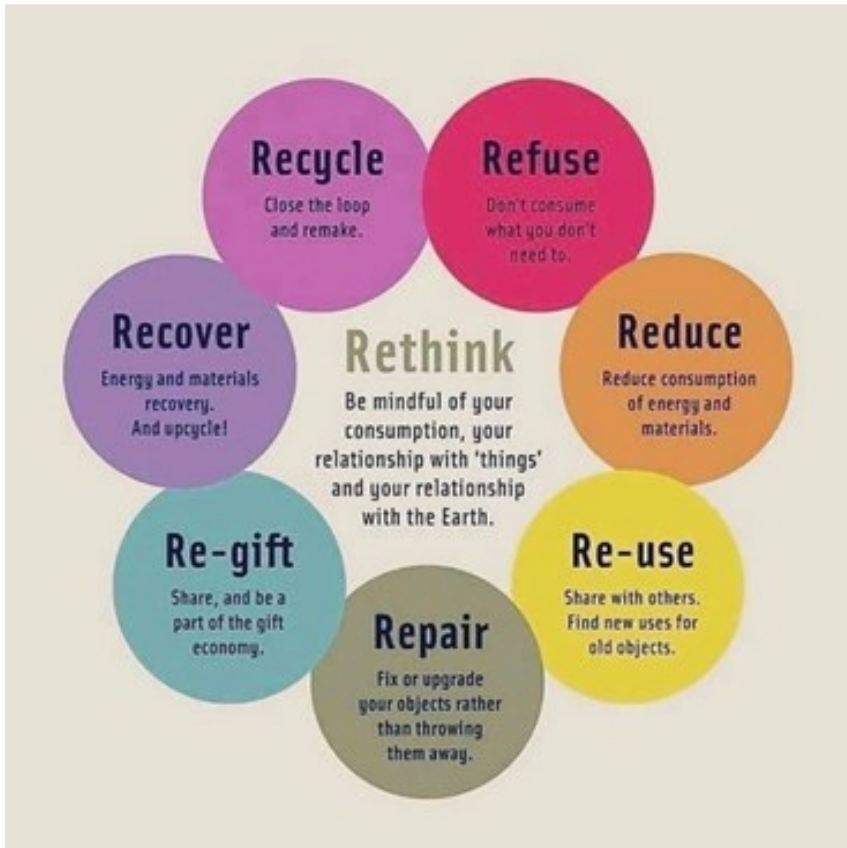 Recycle
Close the loop
and remake.
Refuse
Don't consume
what you don't
need to.
Recover
Energy and materials
recovery.
And upcycle!
Rethink
Be mindful of your
consumption, your
relationship with 'things'
and your relationship
with the Earth.
Reduce
Reduce consumption
of energy and
materials.
Re-gift
Share, and be a
part of the gift
economy.
Repair
Fix or upgrade
your objects rather
than throwing
them away.
Re-use
Share with others.
Find new uses for
old objects.